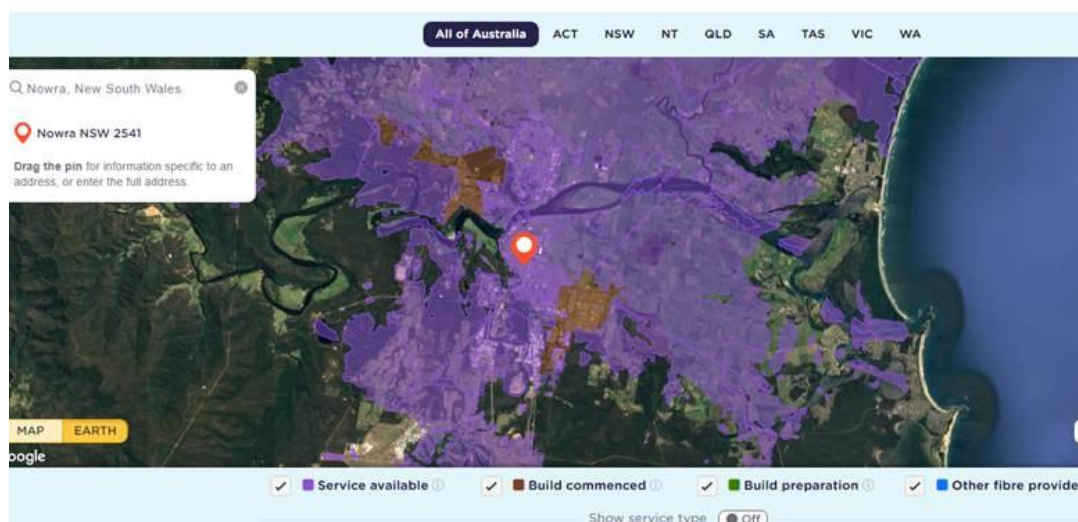 All of Australia ACT NSW NT QLD SA TAS VIC WA
Nowra, New South Wales
Nowra NSW 2541
Drag the pin for information specific to an
address, or enter the full address.
MAP EARTH
oogle
Service available Build commenced Build preparation Other fibre provide
Show service type Off